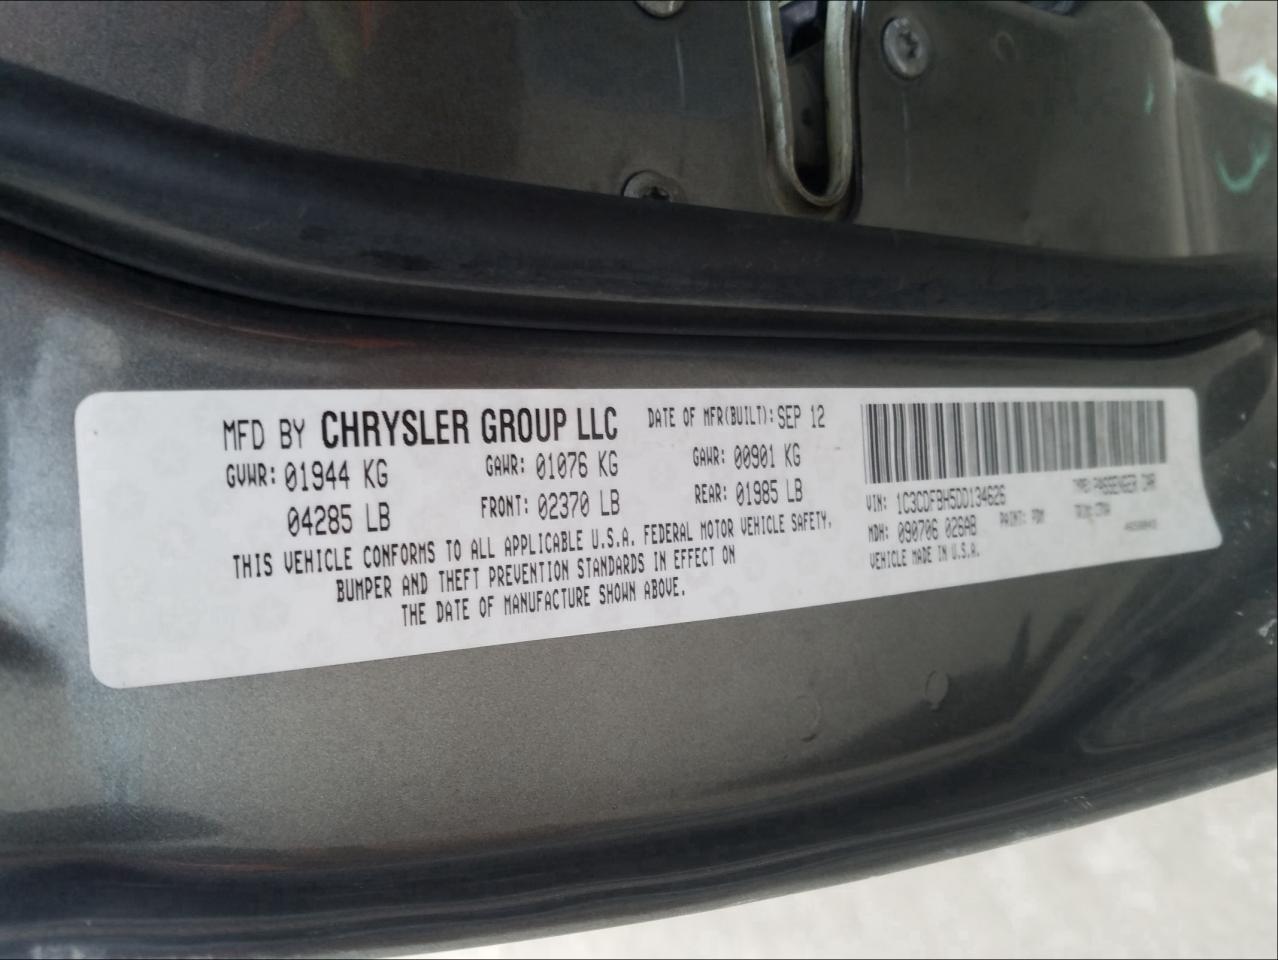 MFD BY CHRYSLER GROUP LLC
DATE OF MFR(BUILT): SEP 12
GVWR: 01944 KG
04285 LB
GAWR: 01076 KG
FRONT: 02370 LB
GAWR: 00901 KG
REAR: 01985 LB
THIS VEHICLE CONFORMS TO ALL APPLICABLE U.S.A. FEDERAL MOTOR VEHICLE SAFETY,
BUMPER AND THEFT PREVENTION STANDARDS IN EFFECT ON
THE DATE OF MANUFACTURE SHOWN ABOVE.
VIN: 1C3CDFBH5DD134626
TYPE: PASSENGER CAR
MDH: 090706 026AB
PAINT:
VEHICLE MADE IN U.S.A.